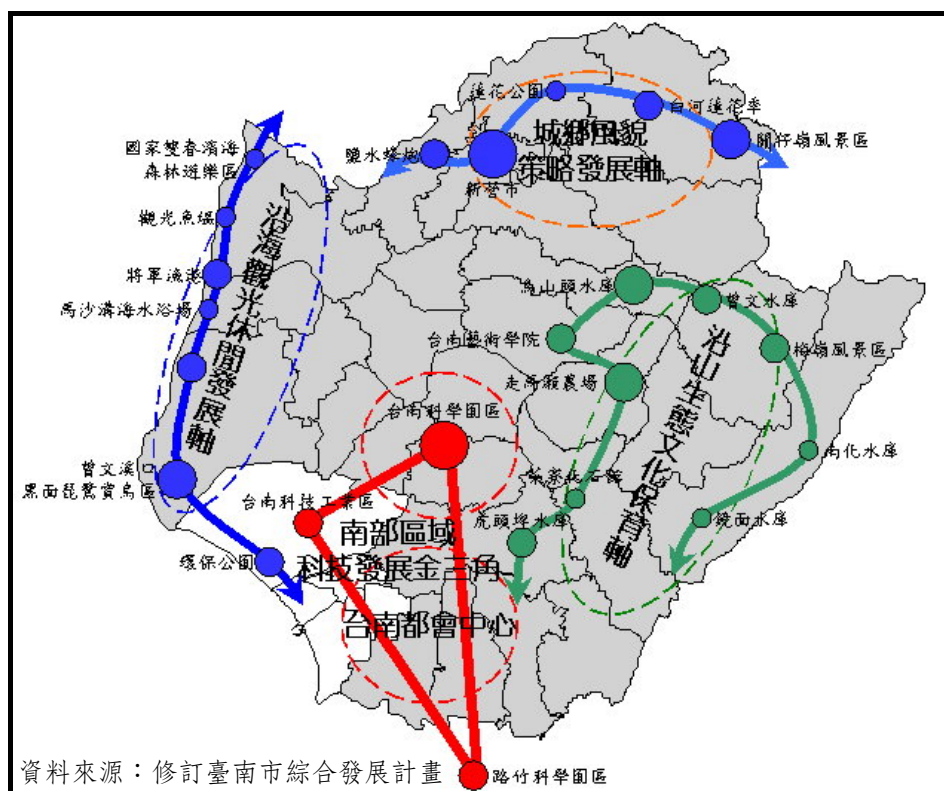 蓮花公園
白河蓮花季
關仔嶺風景區
城鄉風貌
策略發展軸
鹽水蜂炮
新營市
國家雙春濱海
森林遊樂區
觀光魚塭
將軍漁港
馬沙溝海水浴場
沿海觀光休閒發展軸
烏山頭水庫
曾文水庫
台南藝術學院
梅嶺風景區
走馬瀨農場
沿山生態文化保育軸
台南科學園區
南化水庫
曾文溪口
黑面琵鷺賞鳥區
台南科技工業區
菜寮化石館
虎頭埤水庫
鏡面水庫
南部區域
科技發展金三角
環保公園
台南都會中心
路竹科學園區
資料來源：修訂臺南市綜合發展計畫